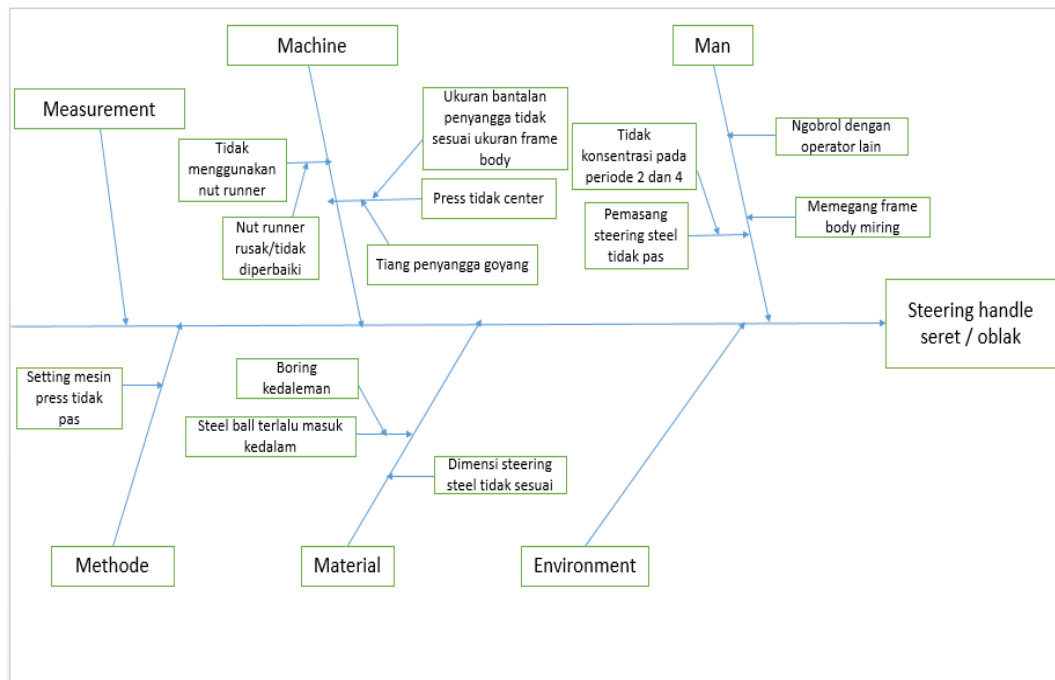 Machine
Man
Measurement
Ukuran bantalan
penyangga tidak
sesuai ukuran frame
body
Ngobrol dengan
operator lain
Tidak
menggunakan
nut runner
Tidak
konsentrasi pada
periode 2 dan 4
Press tidak center
Memegang frame
body miring
Nut runner
rusak/tidak
diperbaiki
Tiang penyangga goyang
Pemasang
steering steel
tidak pas
Steering handle
seret / oblak
Setting mesin
press tidak
pas
Boring
kedaleman
Steel ball terlalu masuk
kedalam
Dimensi steering
steel tidak sesuai
Methode
Material
Environment